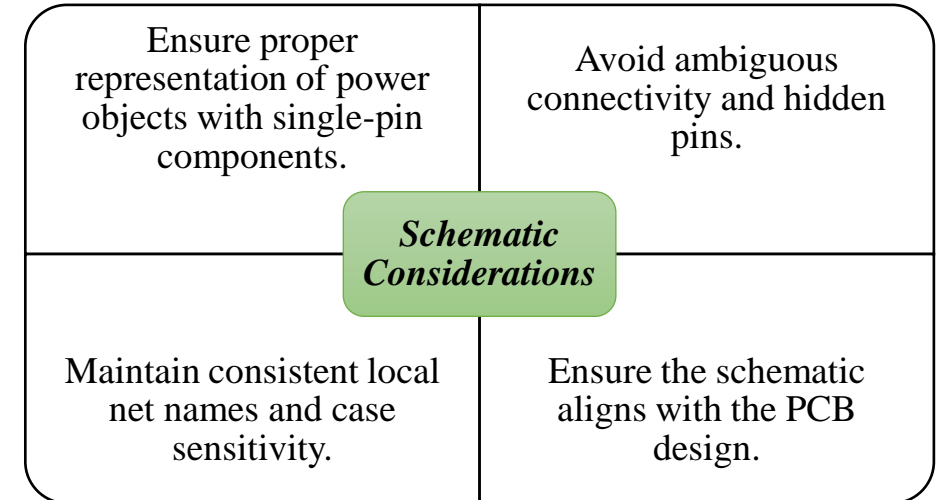 Ensure proper
representation of power
objects with single-pin
components.
Avoid ambiguous
connectivity and hidden
pins.
Schematic
Considerations
Maintain consistent local
net names and case
sensitivity.
Ensure the schematic
aligns with the PCB
design.